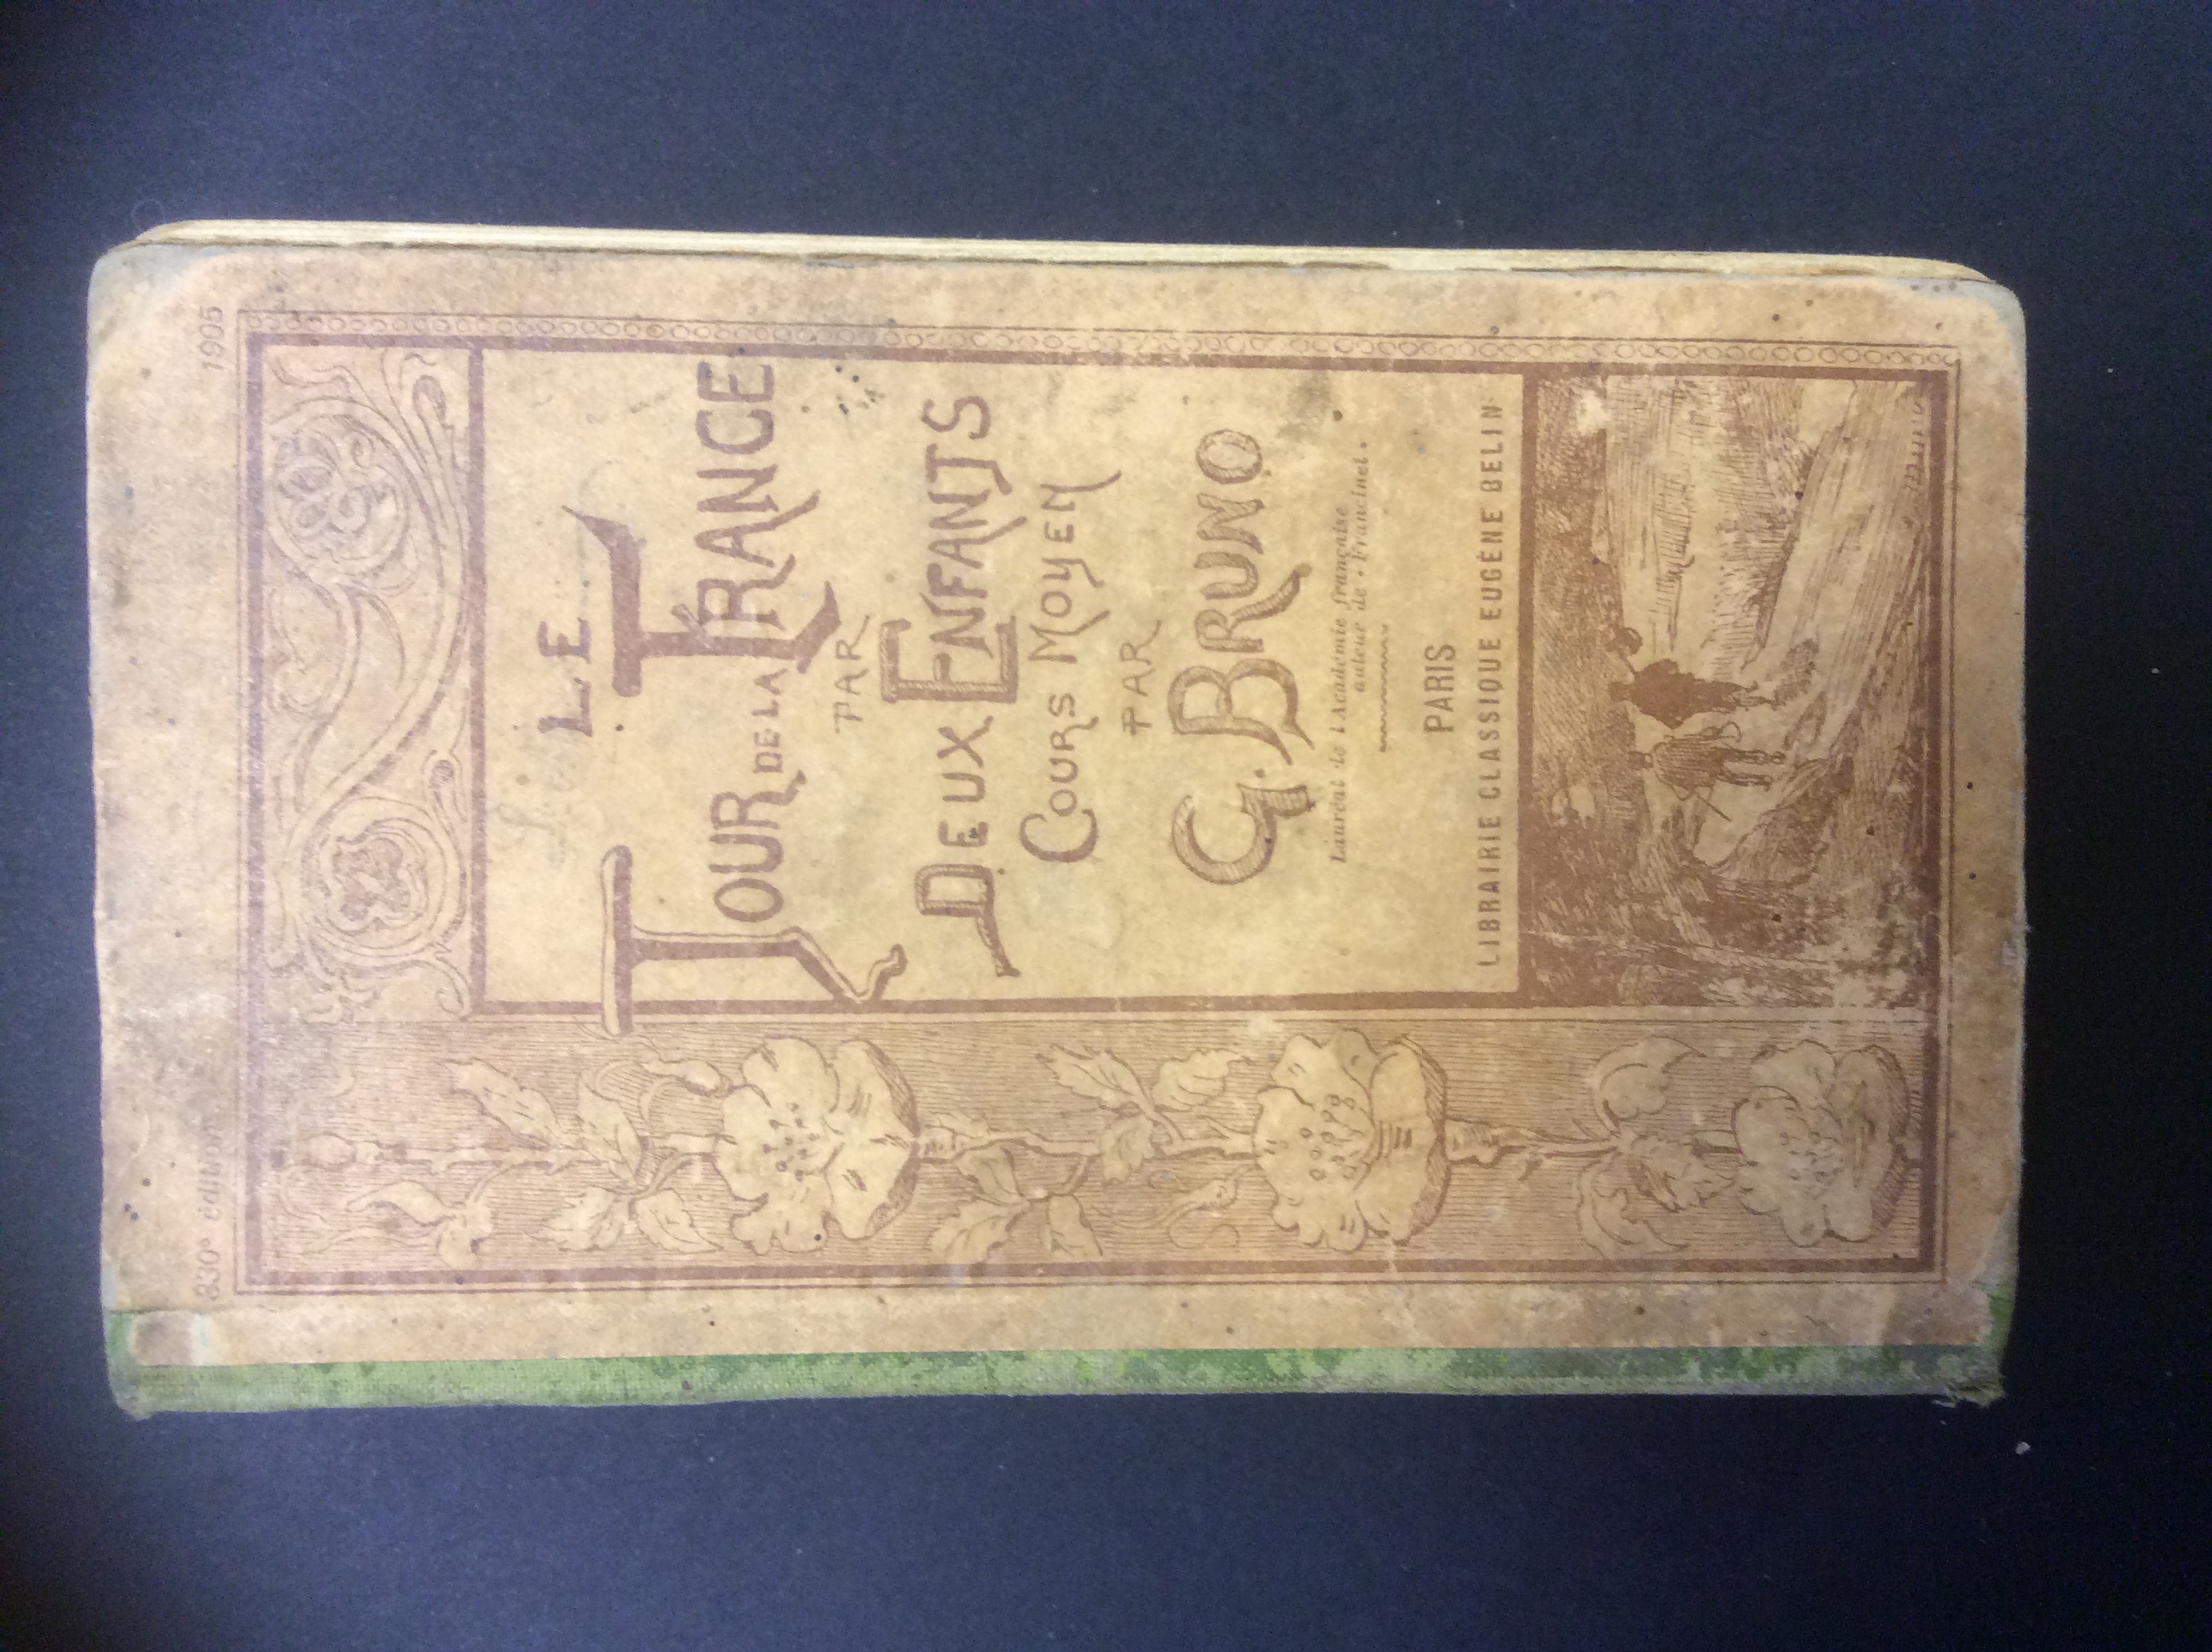 330e édition 1905
LE
TOUR DE LA FRANCE
PAR
DEUX ENFANTS
COURS MOYEN
PAR
G. BRUNO
Lauréat de l'Académie française
auteur de « Francinet »
PARIS
LIBRAIRIE CLASSIQUE EUGÈNE BELIN